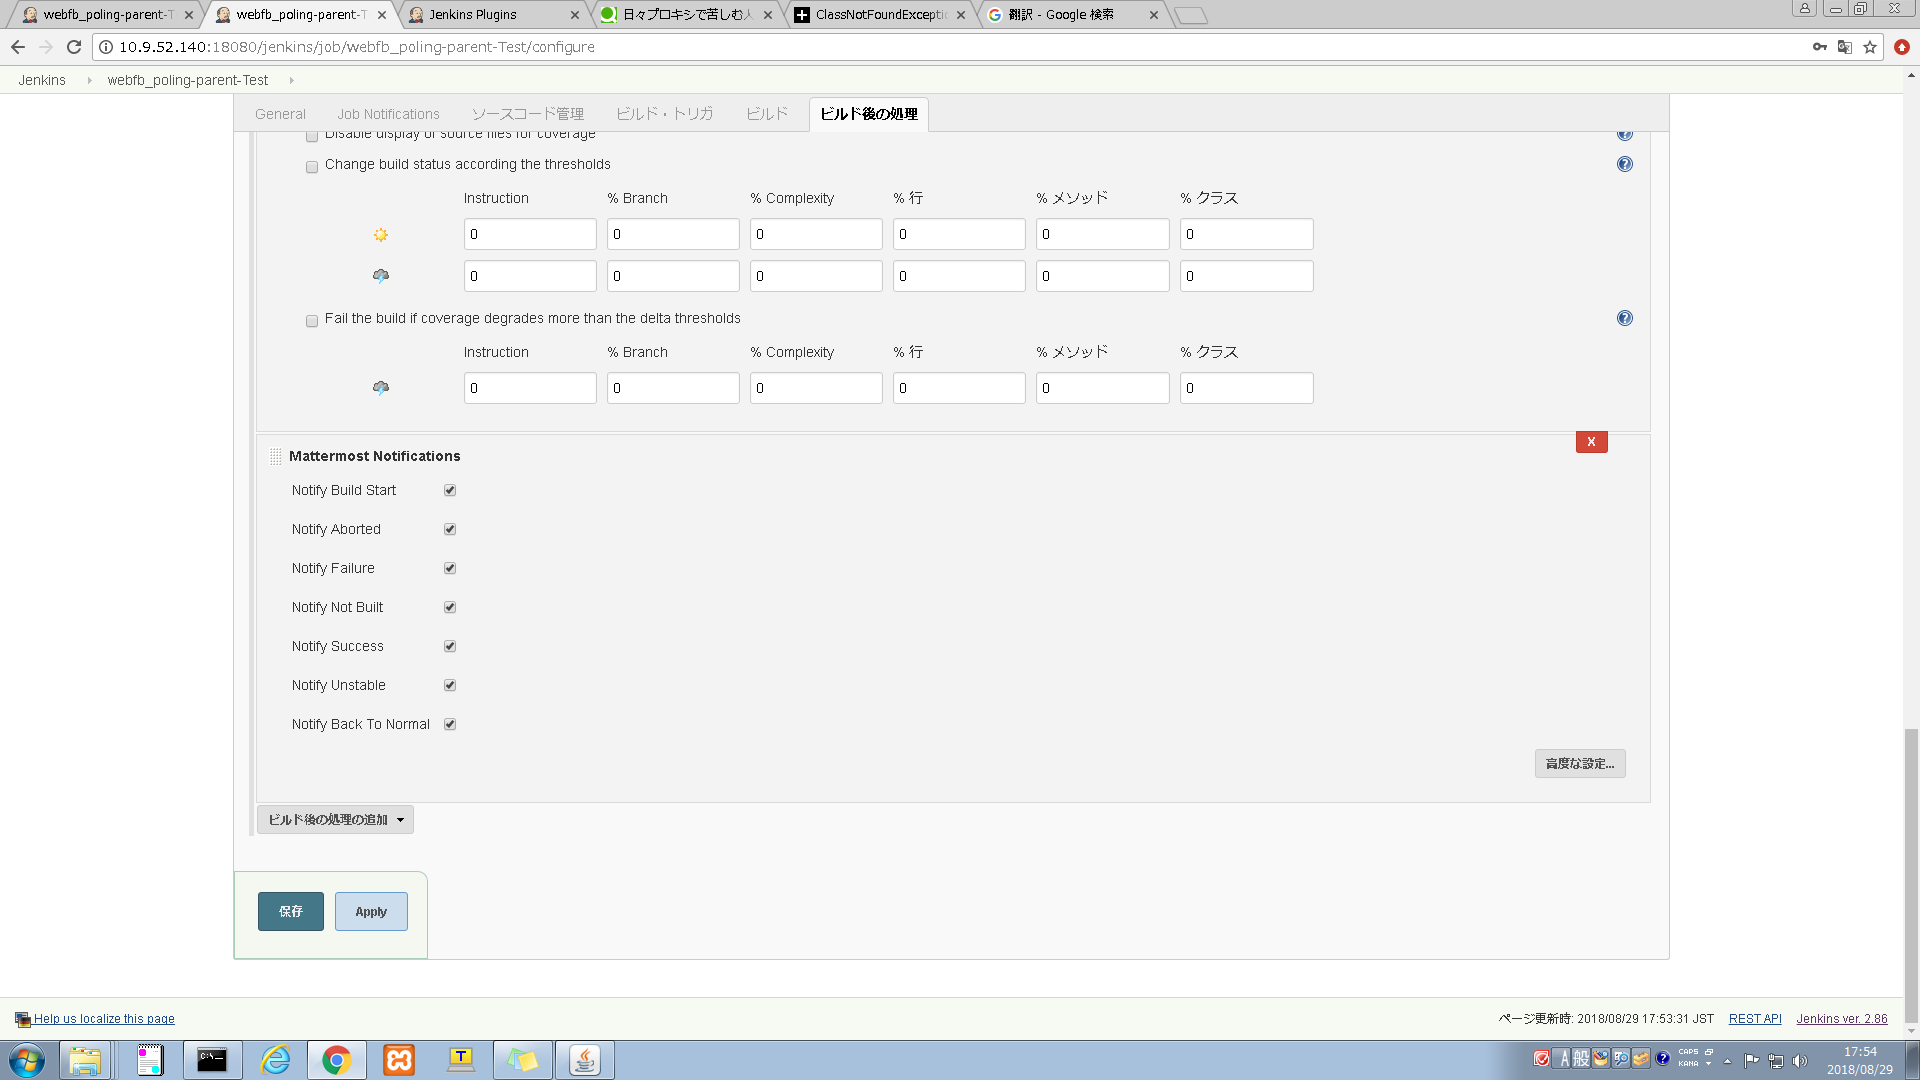 webfb_poling-parent-T
webfb_poling-parent-T
Jenkins Plugins
日々プロキシで苦しむ人
ClassNotFoundExceptio
翻訳 - Google 検索
10.9.52.140:18080/jenkins/job/webfb_poling-parent-Test/configure
Jenkins
webfb_poling-parent-Test
General
Job Notifications
ソースコード管理
ビルド・トリガ
ビルド
ビルド後の処理
Disable display of source files for coverage
Change build status according the thresholds
Instruction % Branch % Complexity % 行 % メソッド % クラス
0 0 0 0 0 0
0 0 0 0 0 0
Fail the build if coverage degrades more than the delta thresholds
Instruction % Branch % Complexity % 行 % メソッド % クラス
0 0 0 0 0 0
X
Mattermost Notifications
Notify Build Start
Notify Aborted
Notify Failure
Notify Not Built
Notify Success
Notify Unstable
Notify Back To Normal
高度な設定...
ビルド後の処理の追加
保存
Apply
Help us localize this page
ページ更新時: 2018/08/29 17:53:31 JST
REST API
Jenkins ver. 2.86
C:\._
T
A 般
CAPS
KANA
17:54
2018/08/29